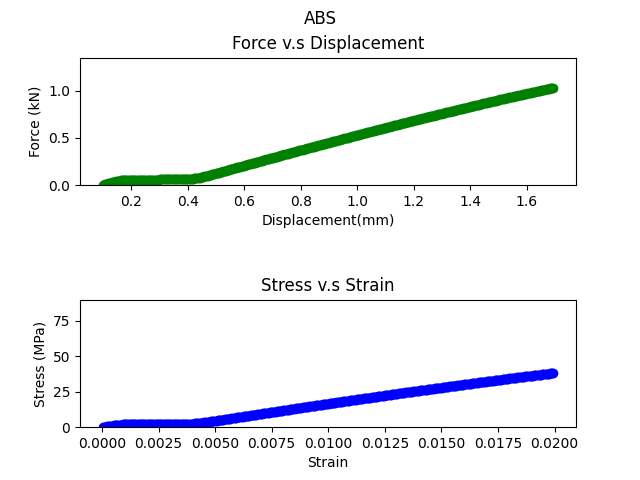 ABS
Force v.s Displacement
Force (kN)
1.0
0.5
0.0
0.2 0.4 0.6 0.8 1.0 1.2 1.4 1.6
Displacement(mm)
Stress v.s Strain
Stress (MPa)
75
50
25
0
0.0000 0.0025 0.0050 0.0075 0.0100 0.0125 0.0150 0.0175 0.0200
Strain